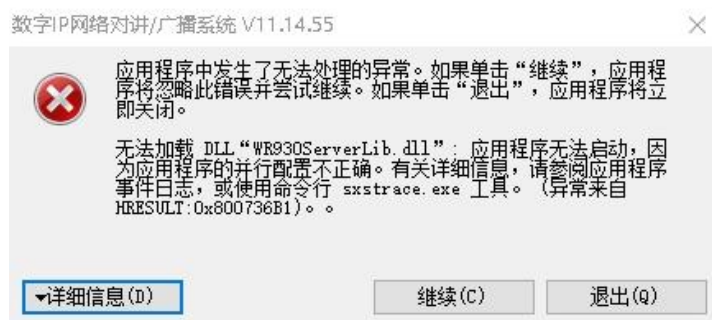 数字IP网络对讲/广播系统 V11.14.55
应用程序中发生了无法处理的异常。如果单击“继续”，应用程
序将忽略此错误并尝试继续。如果单击“退出”，应用程序将立
即关闭。
无法加载 DLL“WR930ServerLib.dll”: 应用程序无法启动，因
为应用程序的并行配置不正确。有关详细信息，请参阅应用程序
事件日志，或使用命令行 sxstrace.exe 工具。 (异常来自
HRESULT:0x800736B1)。。
▼详细信息(D)
继续(C)
退出(Q)